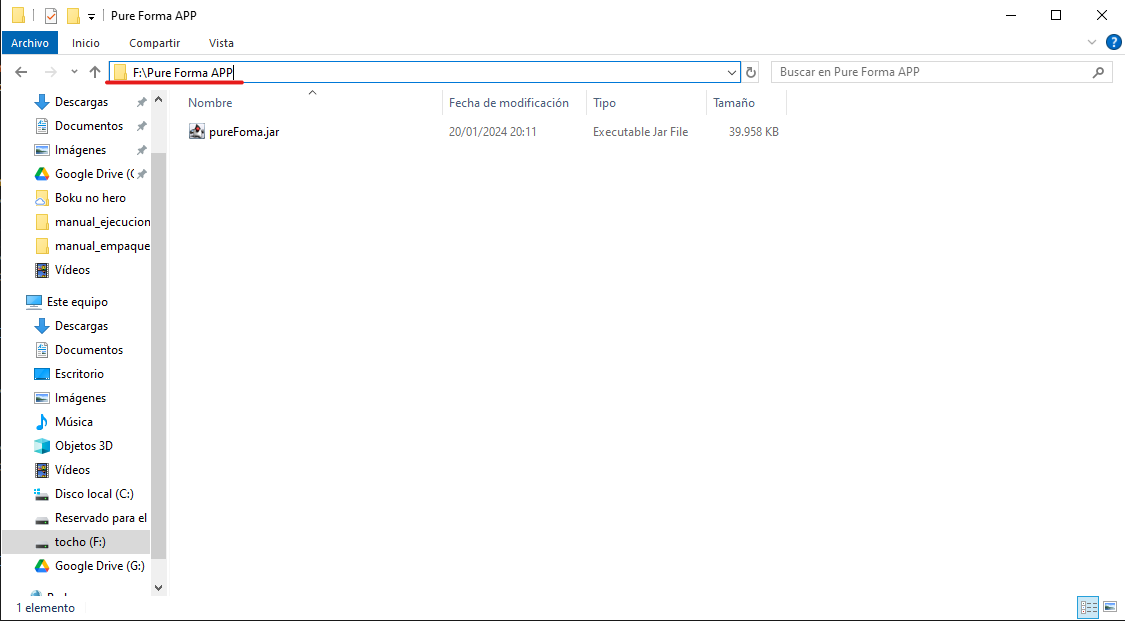 Pure Forma APP
Archivo Inicio Compartir Vista
F:\Pure Forma APP
Buscar en Pure Forma APP
Nombre Fecha de modificación Tipo Tamaño
pureFoma.jar 20/01/2024 20:11 Executable Jar File 39.958 KB
Descargas
Documentos
Imágenes
Google Drive (
Boku no hero
manual_ejecucion
manual_empaque
Vídeos
Este equipo
Descargas
Documentos
Escritorio
Imágenes
Música
Objetos 3D
Vídeos
Disco local (C:)
Reservado para el
tocho (F:)
Google Drive (G:)
1 elemento